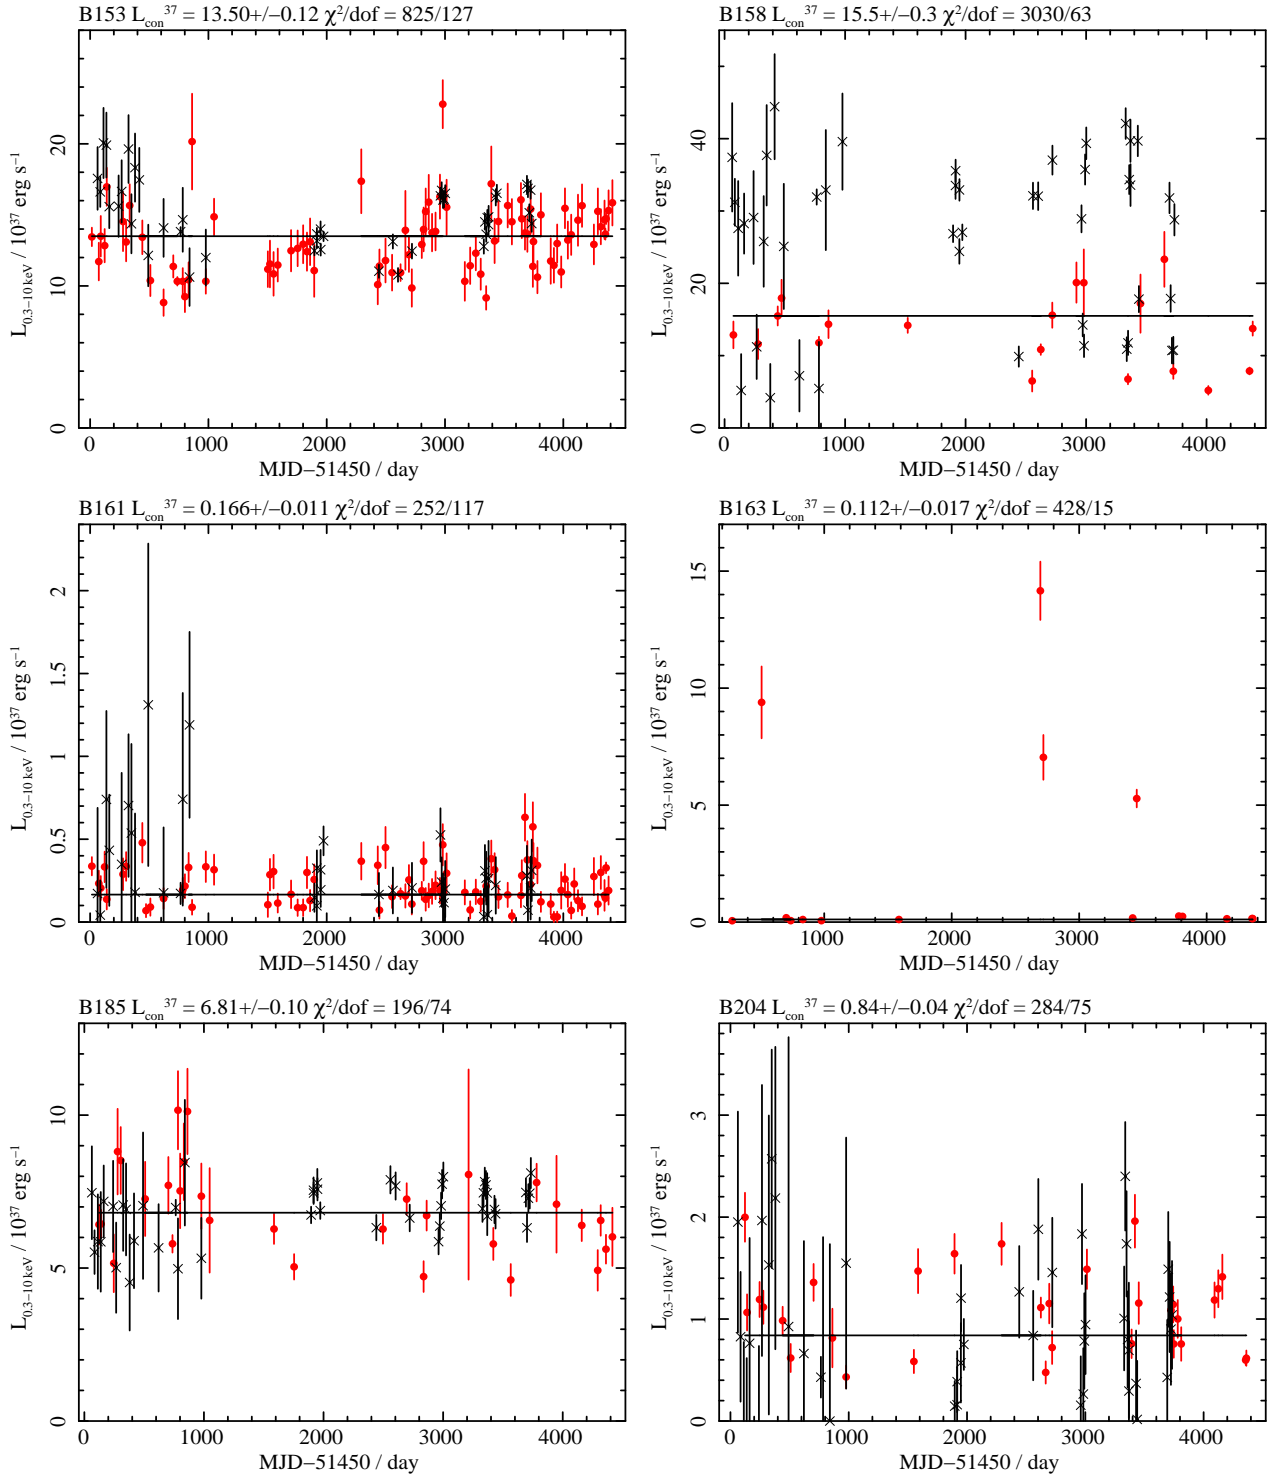 B153 L_con^37 = 13.50+/−0.12 χ²/dof = 825/127
L_0.3−10 keV / 10^37 erg s^−1
20
10
0
0 1000 2000 3000 4000
MJD−51450 / day
B158 L_con^37 = 15.5+/−0.3 χ²/dof = 3030/63
L_0.3−10 keV / 10^37 erg s^−1
40
20
0
0 1000 2000 3000 4000
MJD−51450 / day
B161 L_con^37 = 0.166+/−0.011 χ²/dof = 252/117
L_0.3−10 keV / 10^37 erg s^−1
2
1.5
1
0.5
0
0 1000 2000 3000 4000
MJD−51450 / day
B163 L_con^37 = 0.112+/−0.017 χ²/dof = 428/15
L_0.3−10 keV / 10^37 erg s^−1
15
10
5
0
1000 2000 3000 4000
MJD−51450 / day
B185 L_con^37 = 6.81+/−0.10 χ²/dof = 196/74
L_0.3−10 keV / 10^37 erg s^−1
10
5
0
0 1000 2000 3000 4000
MJD−51450 / day
B204 L_con^37 = 0.84+/−0.04 χ²/dof = 284/75
L_0.3−10 keV / 10^37 erg s^−1
3
2
1
0
0 1000 2000 3000 4000
MJD−51450 / day